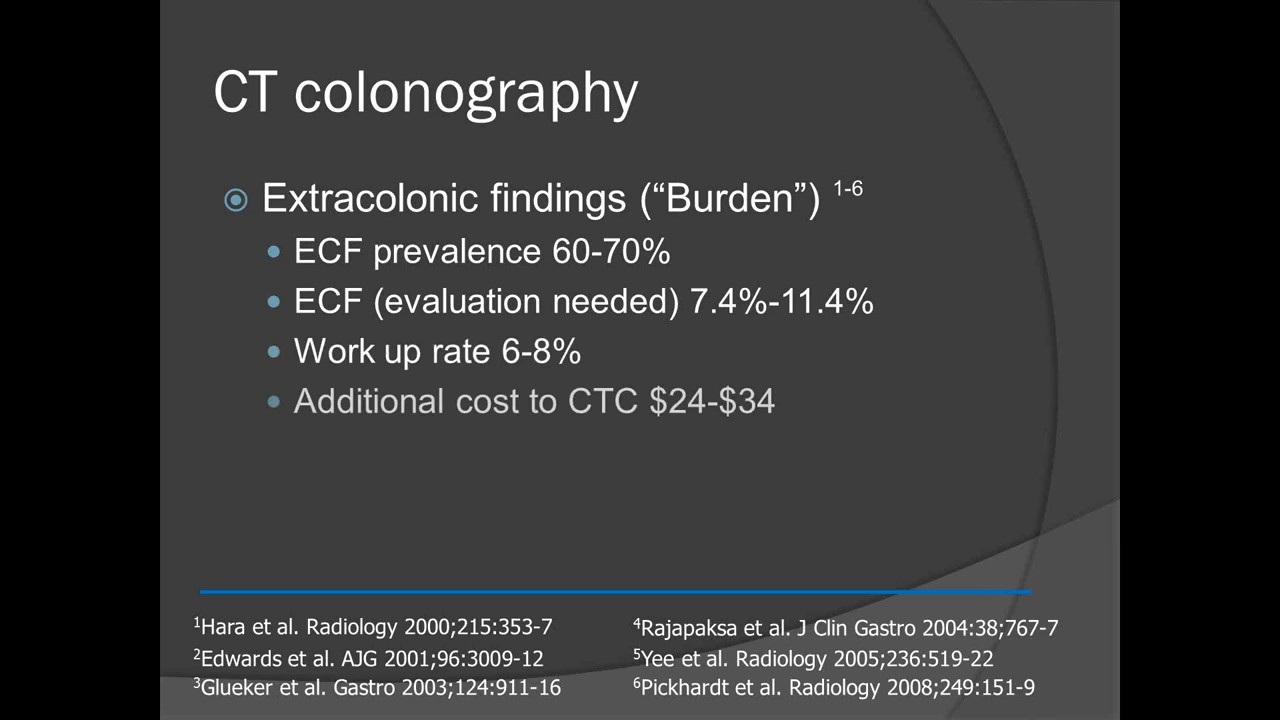 CT colonography
Extracolonic findings (“Burden”) 1-6
ECF prevalence 60-70%
ECF (evaluation needed) 7.4%-11.4%
Work up rate 6-8%
Additional cost to CTC $24-$34
1Hara et al. Radiology 2000;215:353-7
2Edwards et al. AJG 2001;96:3009-12
3Glueker et al. Gastro 2003;124:911-16
4Rajapaksa et al. J Clin Gastro 2004:38;767-7
5Yee et al. Radiology 2005;236:519-22
6Pickhardt et al. Radiology 2008;249:151-9